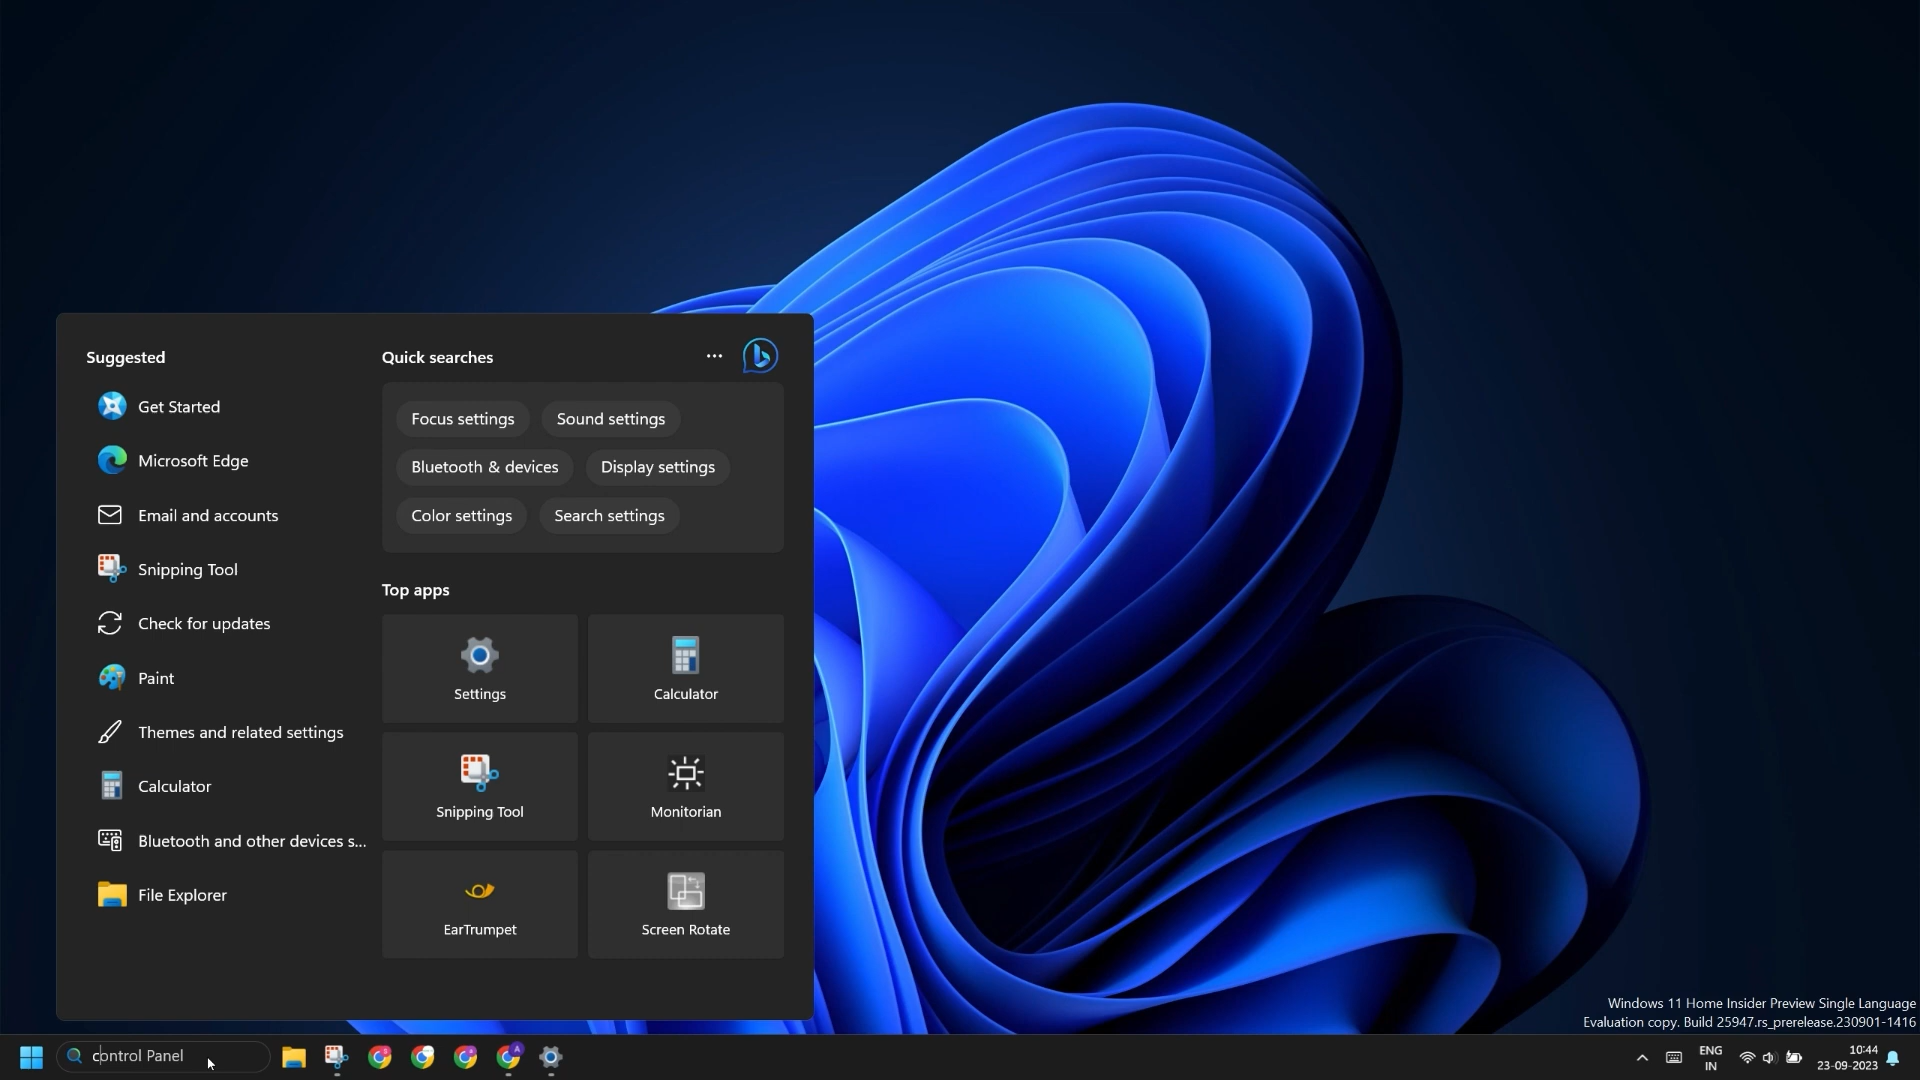 Suggested
Get Started
Microsoft Edge
Email and accounts
Snipping Tool
Check for updates
Paint
Themes and related settings
Calculator
Bluetooth and other devices s...
File Explorer
Quick searches
Focus settings
Sound settings
Bluetooth & devices
Display settings
Color settings
Search settings
Top apps
Settings
Calculator
Snipping Tool
Monitorian
EarTrumpet
Screen Rotate
Windows 11 Home Insider Preview Single Language
Evaluation copy. Build 25947.rs_prerelease.230901-1416
control Panel
ENG
IN
10:44
23-09-2023